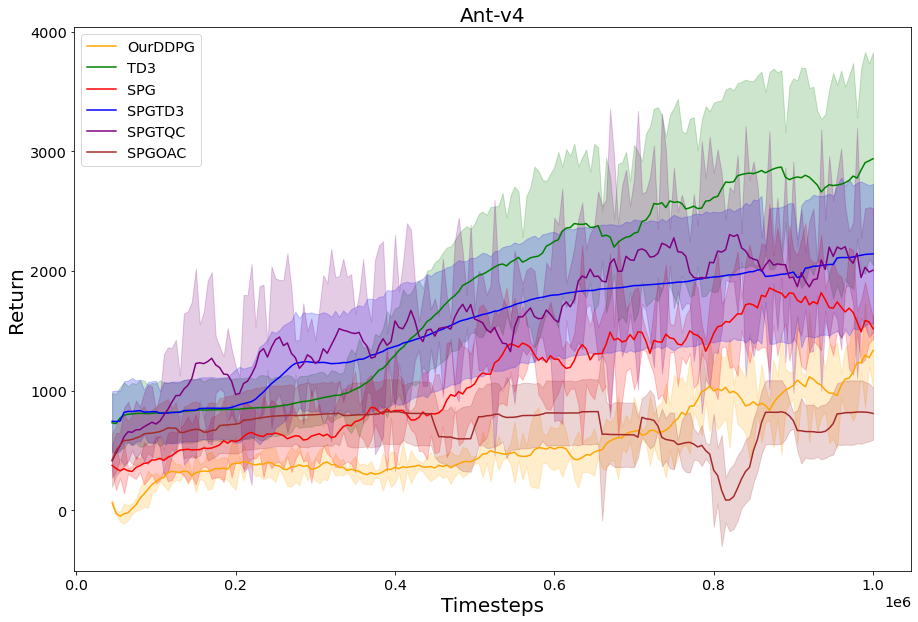 Ant-v4
OurDDPG
TD3
SPG
SPGTD3
SPGTQC
SPGOAC
4000
3000
2000
1000
0
Return
0.0 0.2 0.4 0.6 0.8 1.0
1e6
Timesteps